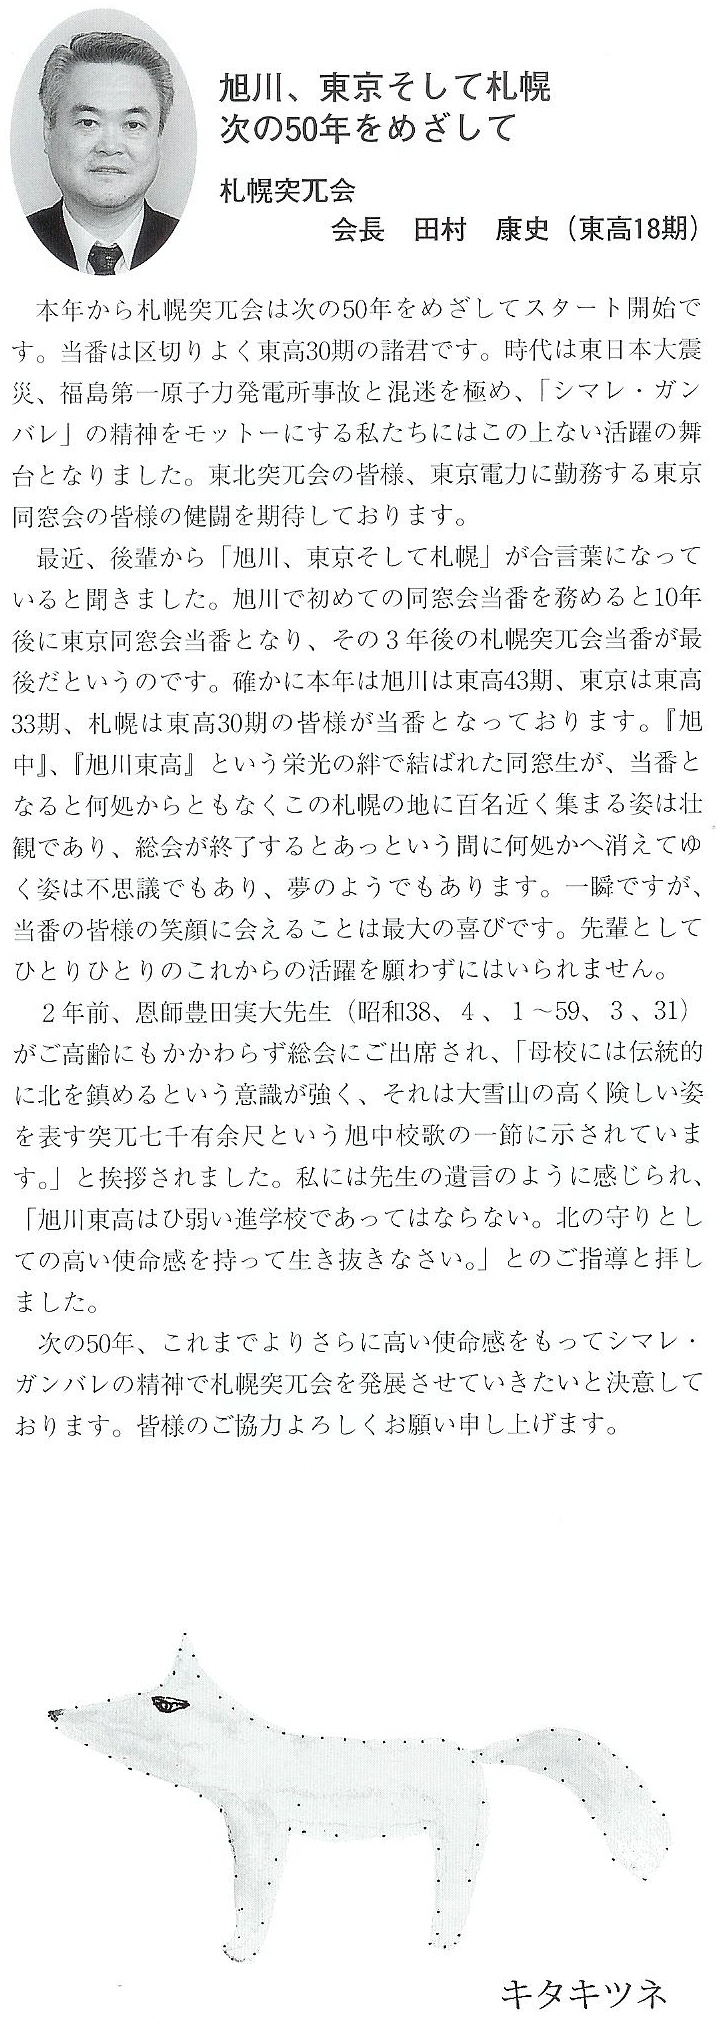 旭川、東京そして札幌
次の50年をめざして
札幌突兀会
会長　田村　康史（東高18期）
本年から札幌突兀会は次の50年をめざしてスタート開始で
す。当番は区切りよく東高30期の諸君です。時代は東日本大震
災、福島第一原子力発電所事故と混迷を極め、「シマレ・ガン
バレ」の精神をモットーにする私たちにはこの上ない活躍の舞
台となりました。東北突兀会の皆様、東京電力に勤務する東京
同窓会の皆様の健闘を期待しております。
最近、後輩から「旭川、東京そして札幌」が合言葉になって
いると聞きました。旭川で初めての同窓会当番を務めると10年
後に東京同窓会当番となり、その３年後の札幌突兀会当番が最
後だというのです。確かに本年は旭川は東高43期、東京は東高
33期、札幌は東高30期の皆様が当番となっております。『旭
中』、『旭川東高』という栄光の絆で結ばれた同窓生が、当番と
なると何処からともなくこの札幌の地に百名近く集まる姿は壮
観であり、総会が終了するとあっという間に何処かへ消えてゆ
く姿は不思議でもあり、夢のようでもあります。一瞬ですが、
当番の皆様の笑顔に会えることは最大の喜びです。先輩として
ひとりひとりのこれからの活躍を願わずにはいられません。
２年前、恩師豊田実大先生（昭和38、４、１～59、３、31）
がご高齢にもかかわらず総会にご出席され、「母校には伝統的
に北を鎮めるという意識が強く、それは大雪山の高く険しい姿
を表す突兀七千有余尺という旭中校歌の一節に示されていま
す。」と挨拶されました。私には先生の遺言のように感じられ、
「旭川東高はひ弱い進学校であってはならない。北の守りとし
ての高い使命感を持って生き抜きなさい。」とのご指導と拝し
ました。
次の50年、これまでよりさらに高い使命感をもってシマレ・
ガンバレの精神で札幌突兀会を発展させていきたいと決意して
おります。皆様のご協力よろしくお願い申し上げます。
キタキツネ